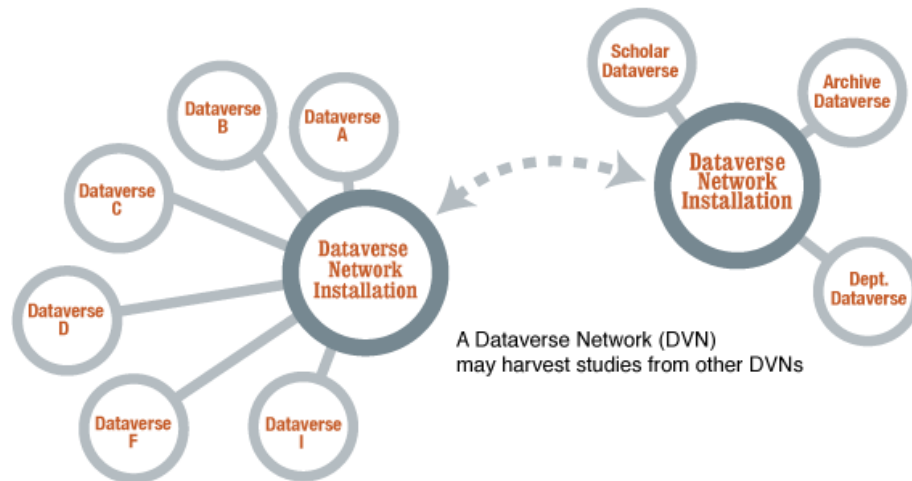 Scholar
Dataverse
Archive
Dataverse
Dataverse
B
Dataverse
A
Dataverse
Network
Installation
Dataverse
C
Dataverse
Network
Installation
Dataverse
D
Dept.
Dataverse
A Dataverse Network (DVN)
may harvest studies from other DVNs
Dataverse
F
Dataverse
I